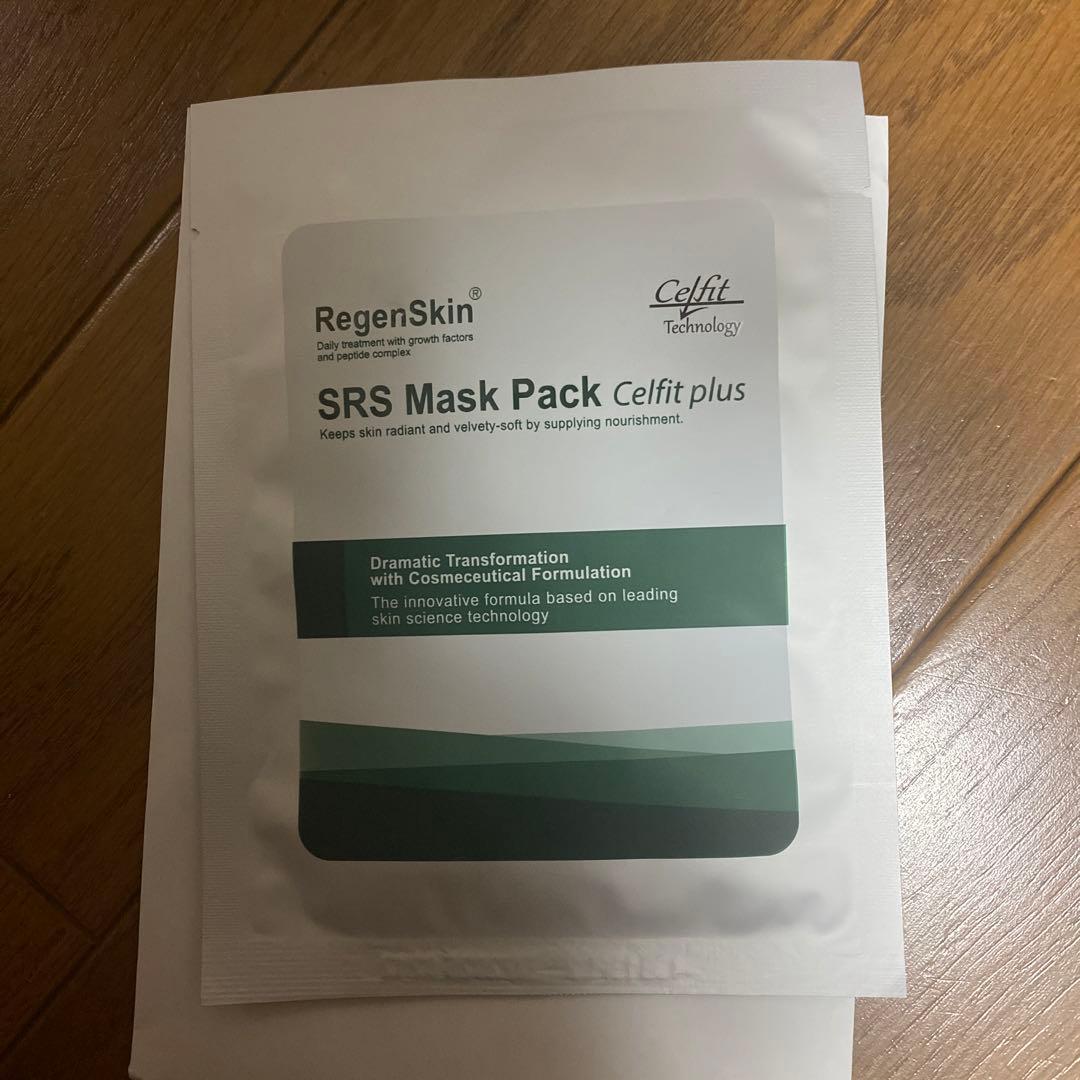 RegenSkin®
Daily treatment with growth factors
and peptide complex
Celfit
Technology
SRS Mask Pack Celfit plus
Keeps skin radiant and velvety-soft by supplying nourishment.
Dramatic Transformation
with Cosmeceutical Formulation
The innovative formula based on leading
skin science technology